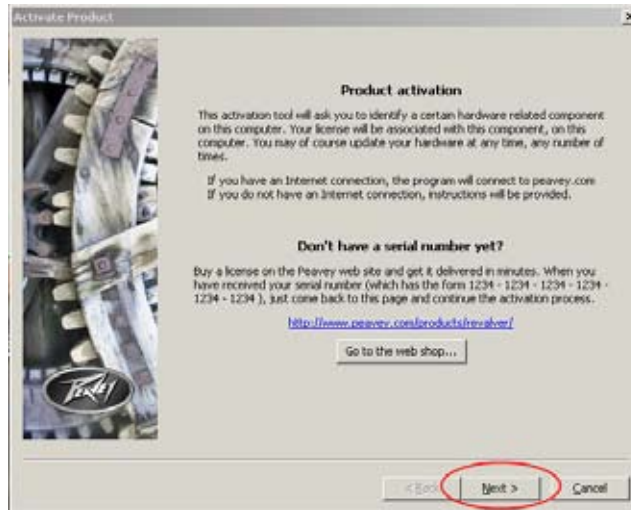 Activate Product
Product activation
This activation tool will ask you to identify a certain hardware related component
on this computer. Your license will be associated with this component, on this
computer. You may of course update your hardware at any time, any number of
times.
If you have an Internet connection, the program will connect to peavey.com
If you do not have an Internet connection, instructions will be provided.
Don't have a serial number yet?
Buy a license on the Peavey web site and get it delivered in minutes. When you
have received your serial number (which has the form 1234 - 1234 - 1234 - 1234 -
1234 - 1234 ), just come back to this page and continue the activation process.
http://www.peavey.com/products/revalver/
Go to the web shop...
PEAVEY
< Back
Next >
Cancel